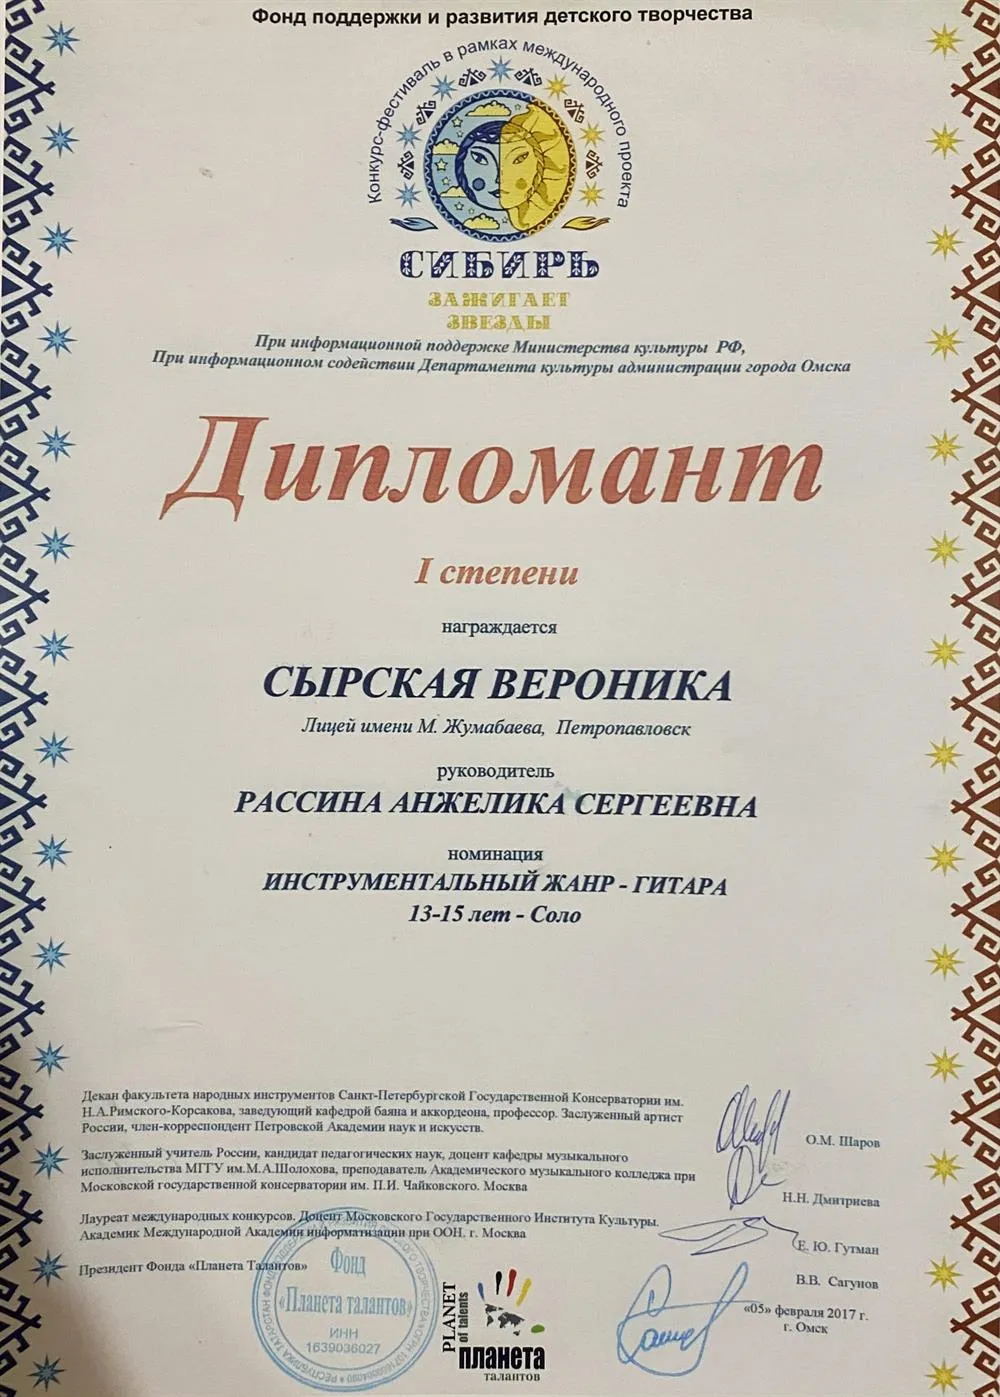 Фонд поддержки и развития детского творчества
Конкурс-фестиваль в рамках международного проекта
СИБИРЬ
ЗАЖИГАЕТ
ЗВЕЗДЫ
При информационной поддержке Министерства культуры РФ,
При информационном содействии Департамента культуры администрации города Омска
Дипломант
I степени
награждается
СЫРСКАЯ ВЕРОНИКА
Лицей имени М. Жумабаева, Петропавловск
руководитель
РАССИНА АНЖЕЛИКА СЕРГЕЕВНА
номинация
ИНСТРУМЕНТАЛЬНЫЙ ЖАНР - ГИТАРА
13-15 лет - Соло
Декан факультета народных инструментов Санкт-Петербургской Государственной Консерватории им.
Н.А.Римского-Корсакова, заведующий кафедрой баяна и аккордеона, профессор. Заслуженный артист
России, член-корреспондент Петровской Академии наук и искусств.
О.М. Шаров
Заслуженный учитель России, кандидат педагогических наук, доцент кафедры музыкального
исполнительства МГГУ им.М.А.Шолохова, преподаватель Академического музыкального колледжа при
Московской государственной консерватории им. П.И. Чайковского. Москва
Н.Н. Дмитриева
Лауреат международных конкурсов. Доцент Московского Государственного Института Культуры.
Академик Международной Академии информатизации при ООН. г. Москва
Е. Ю. Гутман
Президент Фонда «Планета Талантов»
В.В. Сагунов
«05» февраля 2017 г.
г. Омск
Фонд
«Планета талантов»
ИНН
1639036027
РЕСПУБЛИКА ТАТАРСТАН
PLANET
of talents
планета
талантов